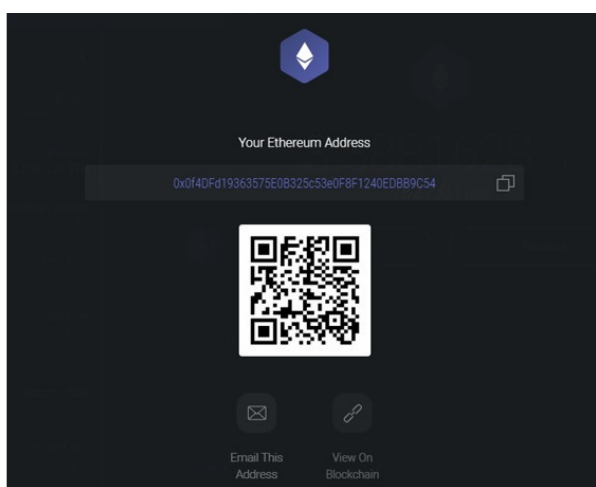 Your Ethereum Address
0x0f4DFd19363575E0B325c53e0F8F1240EDBB9C54
Email This
Address
View On
Blockchain